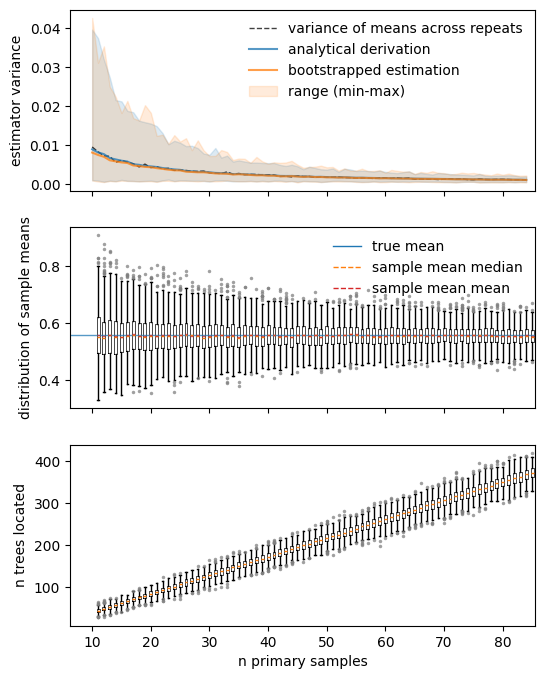 0.04
0.03
0.02
0.01
0.00
estimator variance
variance of means across repeats
analytical derivation
bootstrapped estimation
range (min-max)
0.8
0.6
0.4
distribution of sample means
true mean
sample mean median
sample mean mean
400
300
200
100
n trees located
10 20 30 40 50 60 70 80
n primary samples